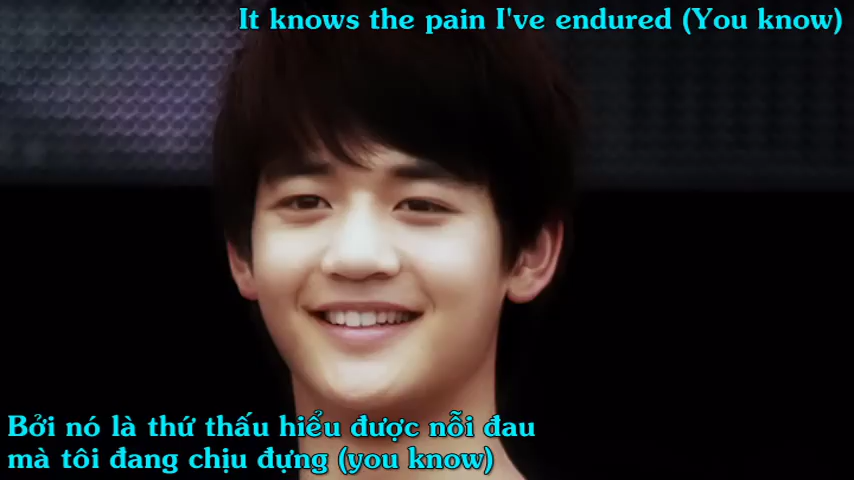 It knows the pain I've endured (You know)
Bởi nó là thứ thấu hiểu được nỗi đau
mà tôi đang chịu đựng (you know)